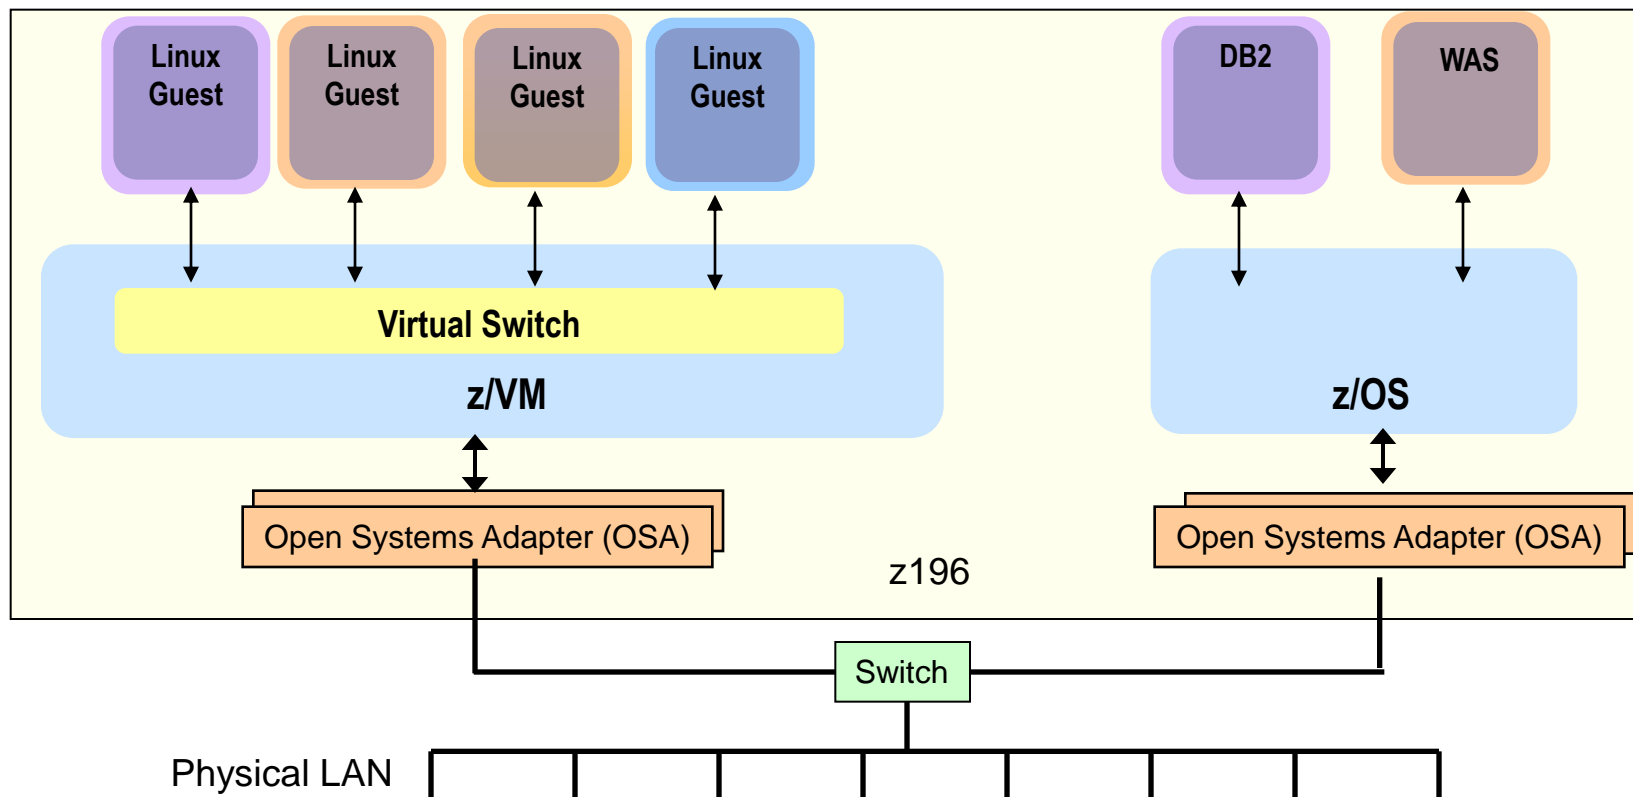 Linux
Guest
Linux
Guest
Linux
Guest
Linux
Guest
DB2
WAS
Virtual Switch
z/VM
z/OS
Open Systems Adapter (OSA)
Open Systems Adapter (OSA)
z196
Switch
Physical LAN